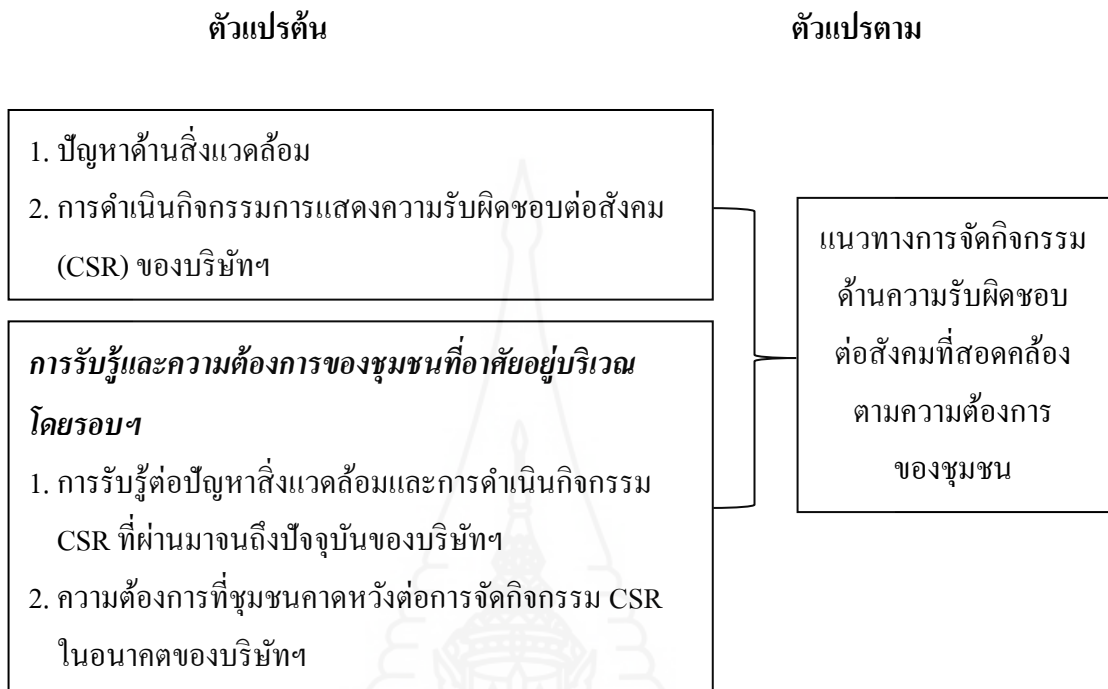 ตัวแปรต้น
ตัวแปรตาม
1. ปัญหาด้านสิ่งแวดล้อม
2. การดำเนินกิจกรรมการแสดงความรับผิดชอบต่อสังคม
(CSR) ของบริษัทฯ
การรับรู้และความต้องการของชุมชนที่อาศัยอยู่บริเวณ
โดยรอบฯ
1. การรับรู้ต่อปัญหาสิ่งแวดล้อมและการดำเนินกิจกรรม
CSR ที่ผ่านมาจนถึงปัจจุบันของบริษัทฯ
2. ความต้องการที่ชุมชนคาดหวังต่อการจัดกิจกรรม CSR
ในอนาคตของบริษัทฯ
แนวทางการจัดกิจกรรม
ด้านความรับผิดชอบ
ต่อสังคมที่สอดคล้อง
ตามความต้องการ
ของชุมชน